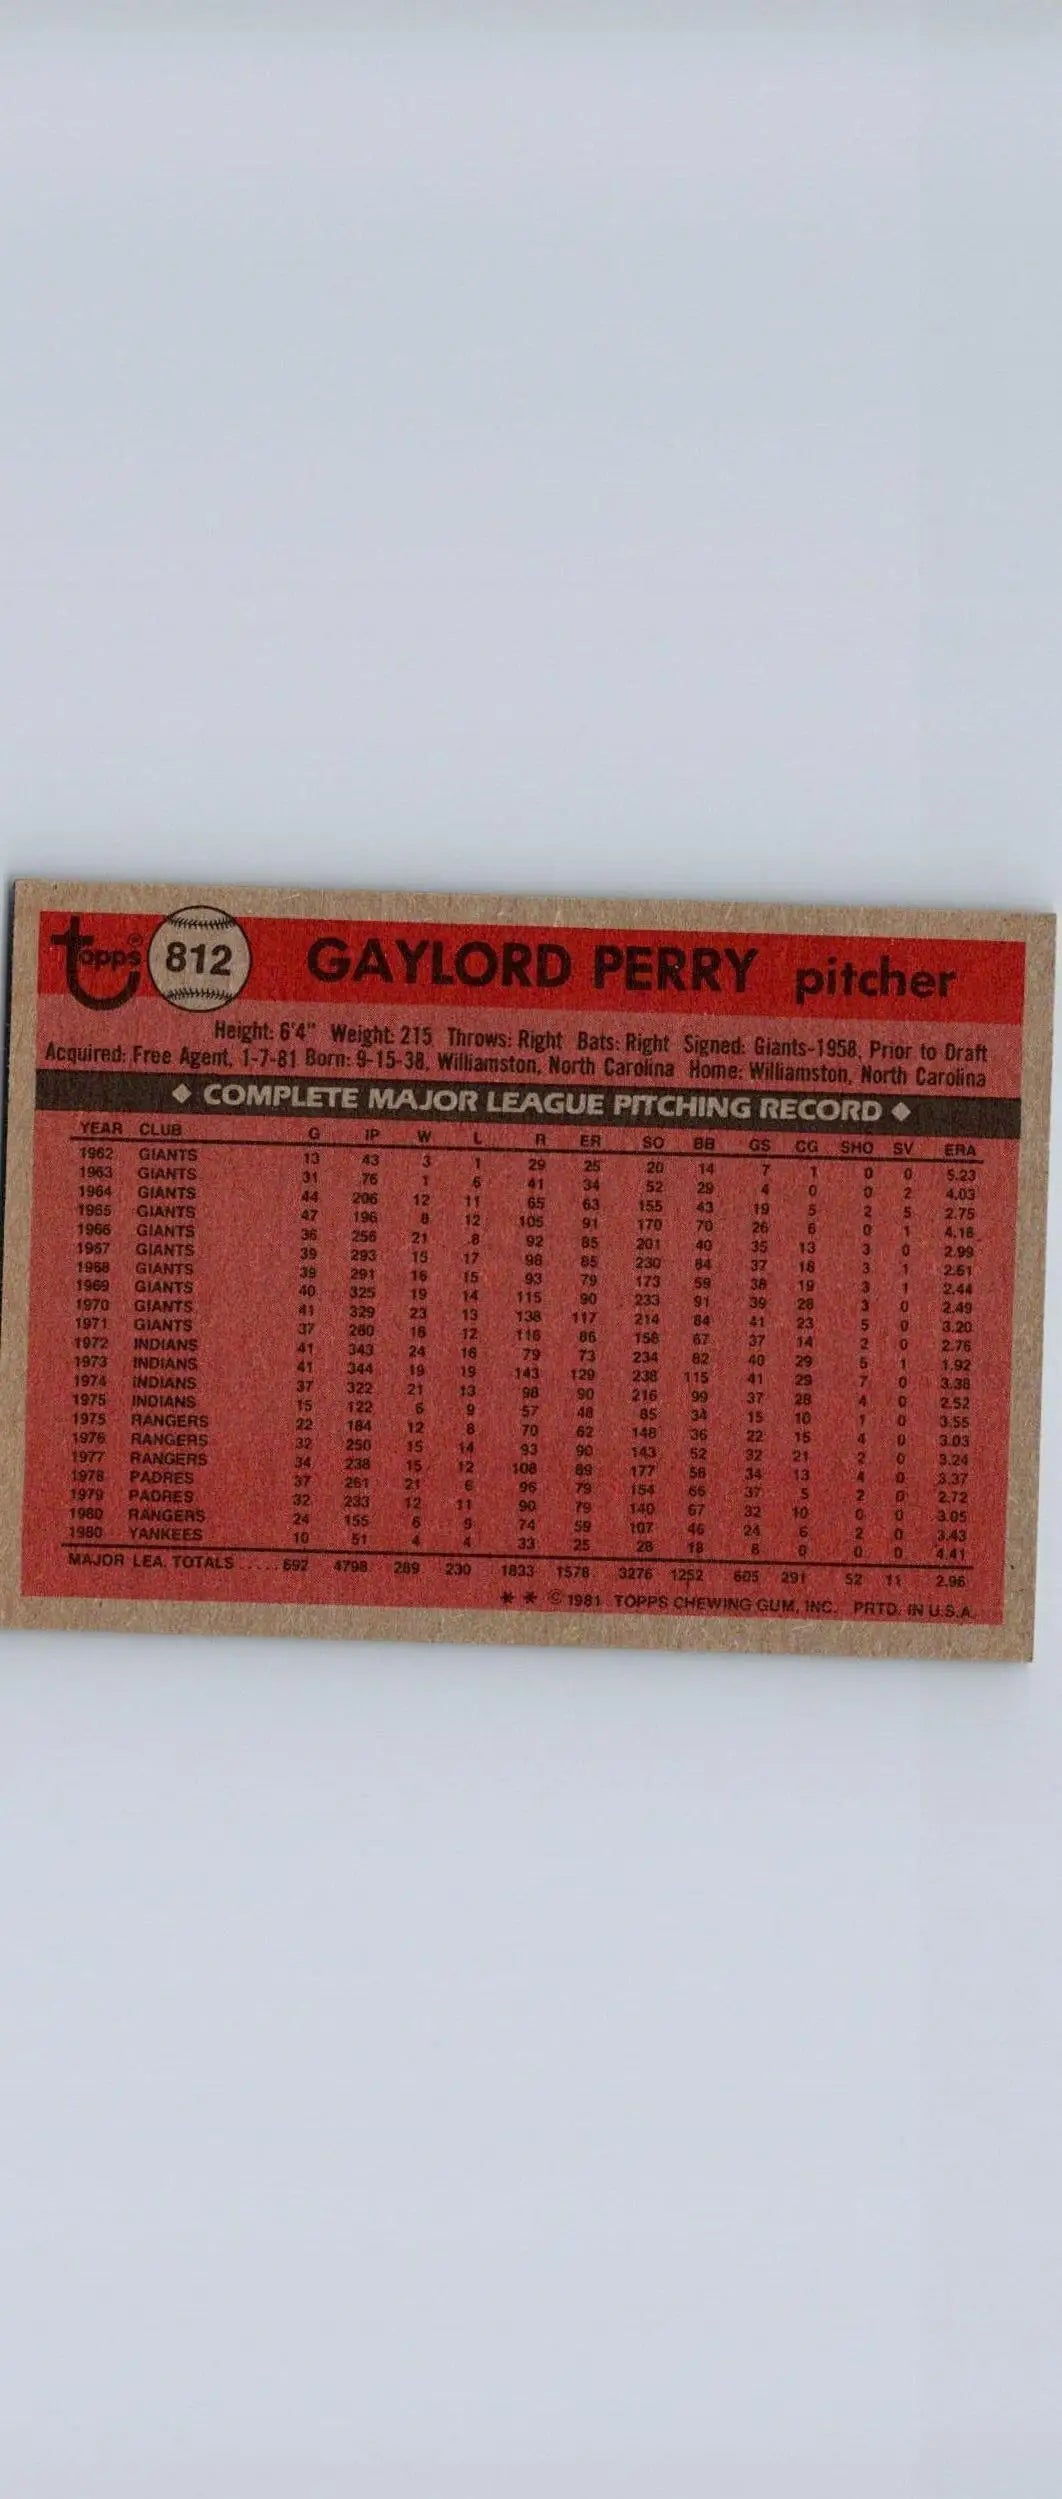 topps® 812 GAYLORD PERRY pitcher
Height: 6'4" Weight: 215 Throws: Right Bats: Right Signed: Giants-1958, Prior to Draft
Acquired: Free Agent, 1-7-81 Born: 9-15-38, Williamston, North Carolina Home: Williamston, North Carolina
◆ COMPLETE MAJOR LEAGUE PITCHING RECORD ◆
YEAR CLUB G IP W L R ER SO BB GS CG SHO SV ERA
1962 GIANTS 13 43 3 1 29 25 20 14 7 1 0 0 5.23
1963 GIANTS 31 76 1 6 41 34 52 29 4 0 0 2 4.03
1964 GIANTS 44 206 12 11 65 63 155 43 19 5 2 5 2.75
1965 GIANTS 47 196 8 12 105 91 170 70 26 6 0 1 4.18
1966 GIANTS 36 256 21 8 92 85 201 40 35 13 3 0 2.99
1967 GIANTS 39 293 15 17 98 85 230 84 37 18 3 1 2.61
1968 GIANTS 39 291 16 15 93 79 173 59 38 19 3 1 2.44
1969 GIANTS 40 325 19 14 115 90 233 91 39 26 3 0 2.49
1970 GIANTS 41 329 23 13 138 117 214 84 41 23 5 0 3.20
1971 GIANTS 37 280 16 12 116 86 158 67 37 14 2 0 2.76
1972 INDIANS 41 343 24 16 79 73 234 82 40 29 5 1 1.92
1973 INDIANS 41 344 19 19 143 129 238 115 41 29 7 0 3.38
1974 INDIANS 37 322 21 13 98 90 216 99 37 28 4 0 2.52
1975 INDIANS 15 122 6 9 57 48 85 34 15 10 1 0 3.55
1975 RANGERS 22 184 12 8 70 62 148 36 22 15 4 0 3.03
1976 RANGERS 32 250 15 14 93 90 143 52 32 21 2 0 3.24
1977 RANGERS 34 238 15 12 108 89 177 56 34 13 4 0 3.37
1978 PADRES 37 261 21 6 96 79 154 66 37 5 2 0 2.72
1979 PADRES 32 233 12 11 90 79 140 67 32 10 0 0 3.05
1980 RANGERS 24 155 6 9 74 59 107 46 24 6 2 0 3.43
1980 YANKEES 10 51 4 4 33 25 28 18 8 0 0 0 4.41
MAJOR LEA. TOTALS ..... 692 4798 289 230 1833 1578 3276 1252 605 291 52 11 2.96
* * © 1981 TOPPS CHEWING GUM, INC. PRTD. IN U.S.A.